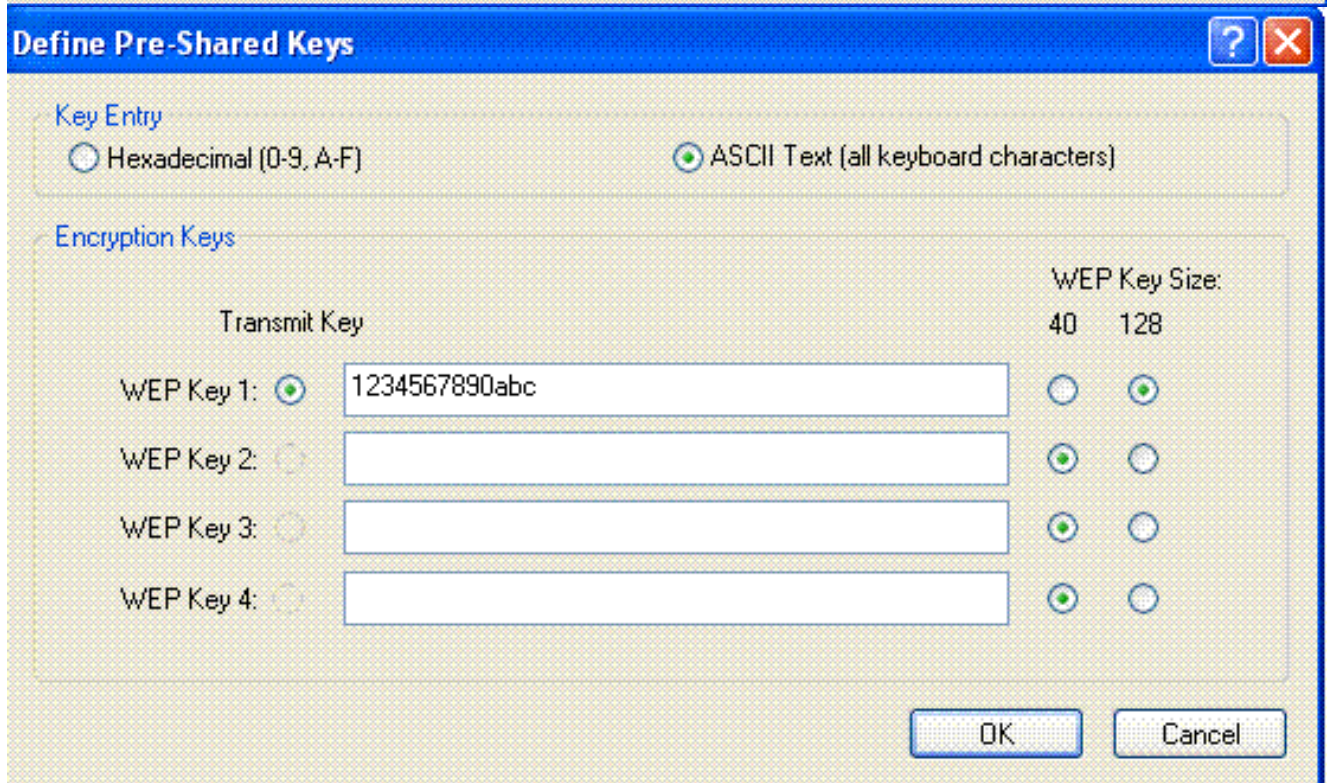 Define Pre-Shared Keys
Key Entry
Hexadecimal (0-9, A-F) ASCII Text (all keyboard characters)
Encryption Keys
WEP Key Size:
Transmit Key 40 128
WEP Key 1: 1234567890abc
WEP Key 2:
WEP Key 3:
WEP Key 4:
OK Cancel